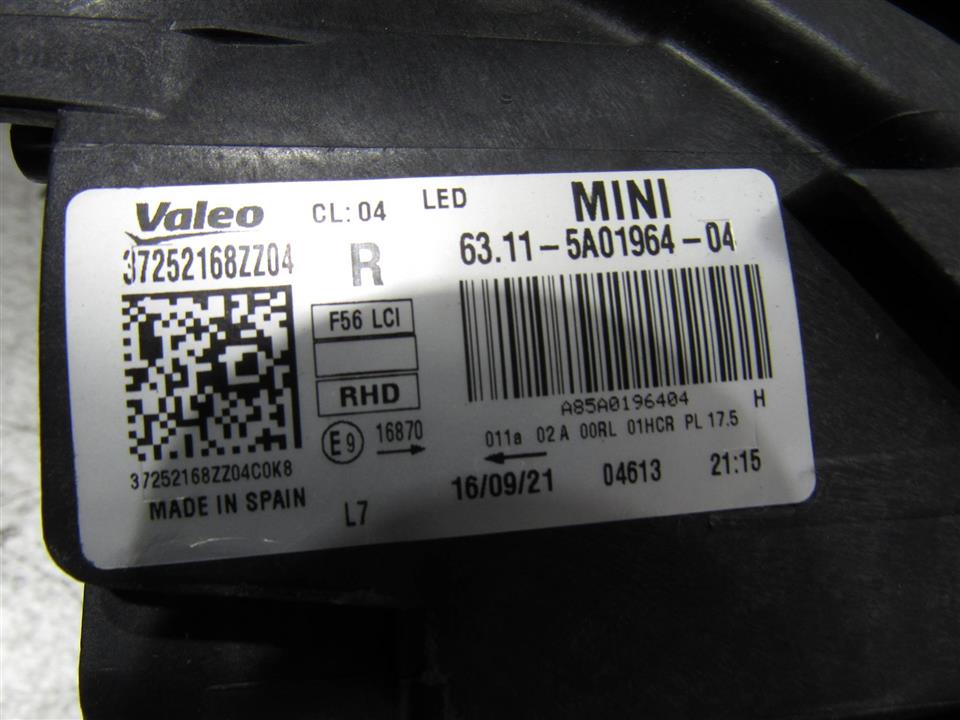 Valeo CL: 04 LED MINI
37252168ZZ04 R 63.11-5A01964-04
F56 LCI
RHD
A85A0196404 H
E9 16870 011a 02 A 00RL 01HCR PL 17.5
37252168ZZ04C0K8 16/09/21 04613 21:15
MADE IN SPAIN L7